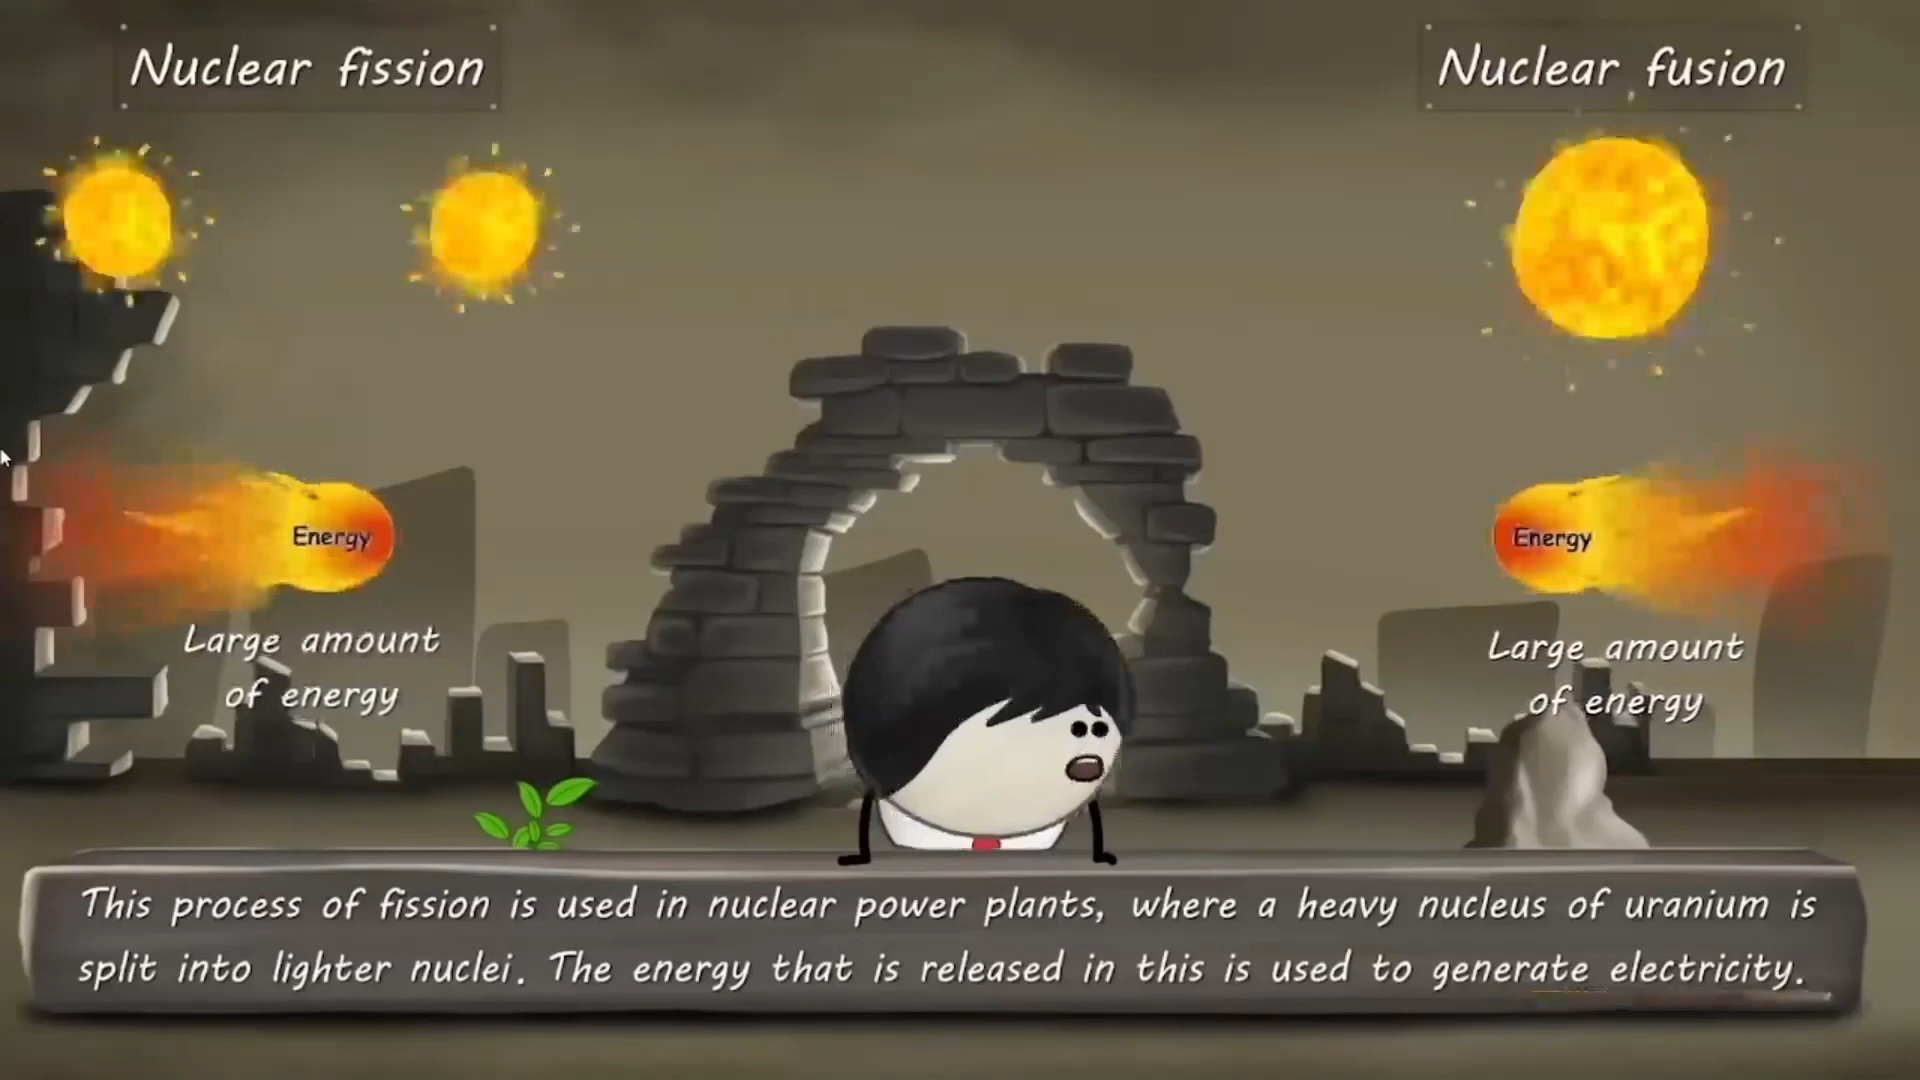 Nuclear fission
Nuclear fusion
Energy
Energy
Large amount
of energy
Large amount
of energy
This process of fission is used in nuclear power plants, where a heavy nucleus of uranium is
split into lighter nuclei. The energy that is released in this is used to generate electricity.